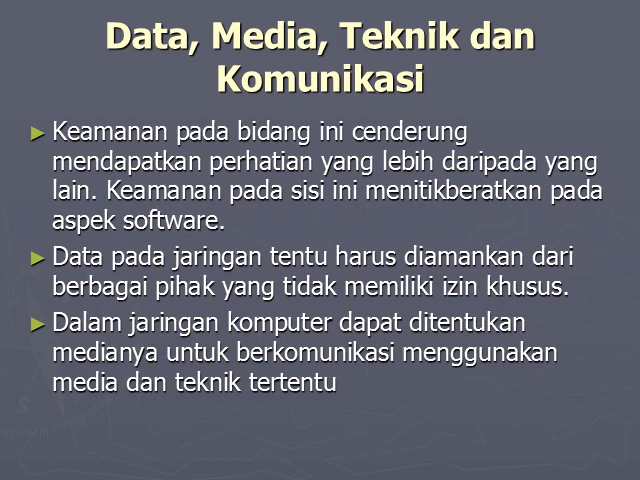 Data, Media, Teknik dan
Komunikasi
► Keamanan pada bidang ini cenderung
mendapatkan perhatian yang lebih daripada yang
lain. Keamanan pada sisi ini menitikberatkan pada
aspek software.
► Data pada jaringan tentu harus diamankan dari
berbagai pihak yang tidak memiliki izin khusus.
► Dalam jaringan komputer dapat ditentukan
medianya untuk berkomunikasi menggunakan
media dan teknik tertentu